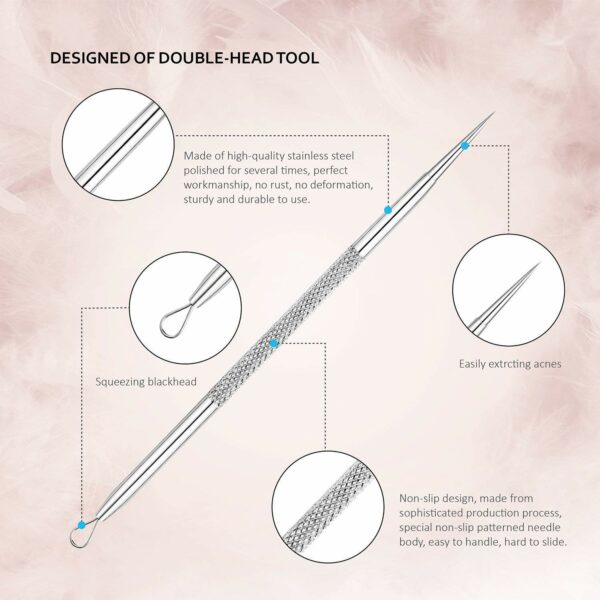 DESIGNED OF DOUBLE-HEAD TOOL
Made of high-quality stainless steel
polished for several times, perfect
workmanship, no rust, no deformation,
sturdy and durable to use.
Easily extrcting acnes
Squeezing blackhead
Non-slip design, made from
sophisticated production process,
special non-slip patterned needle
body, easy to handle, hard to slide.